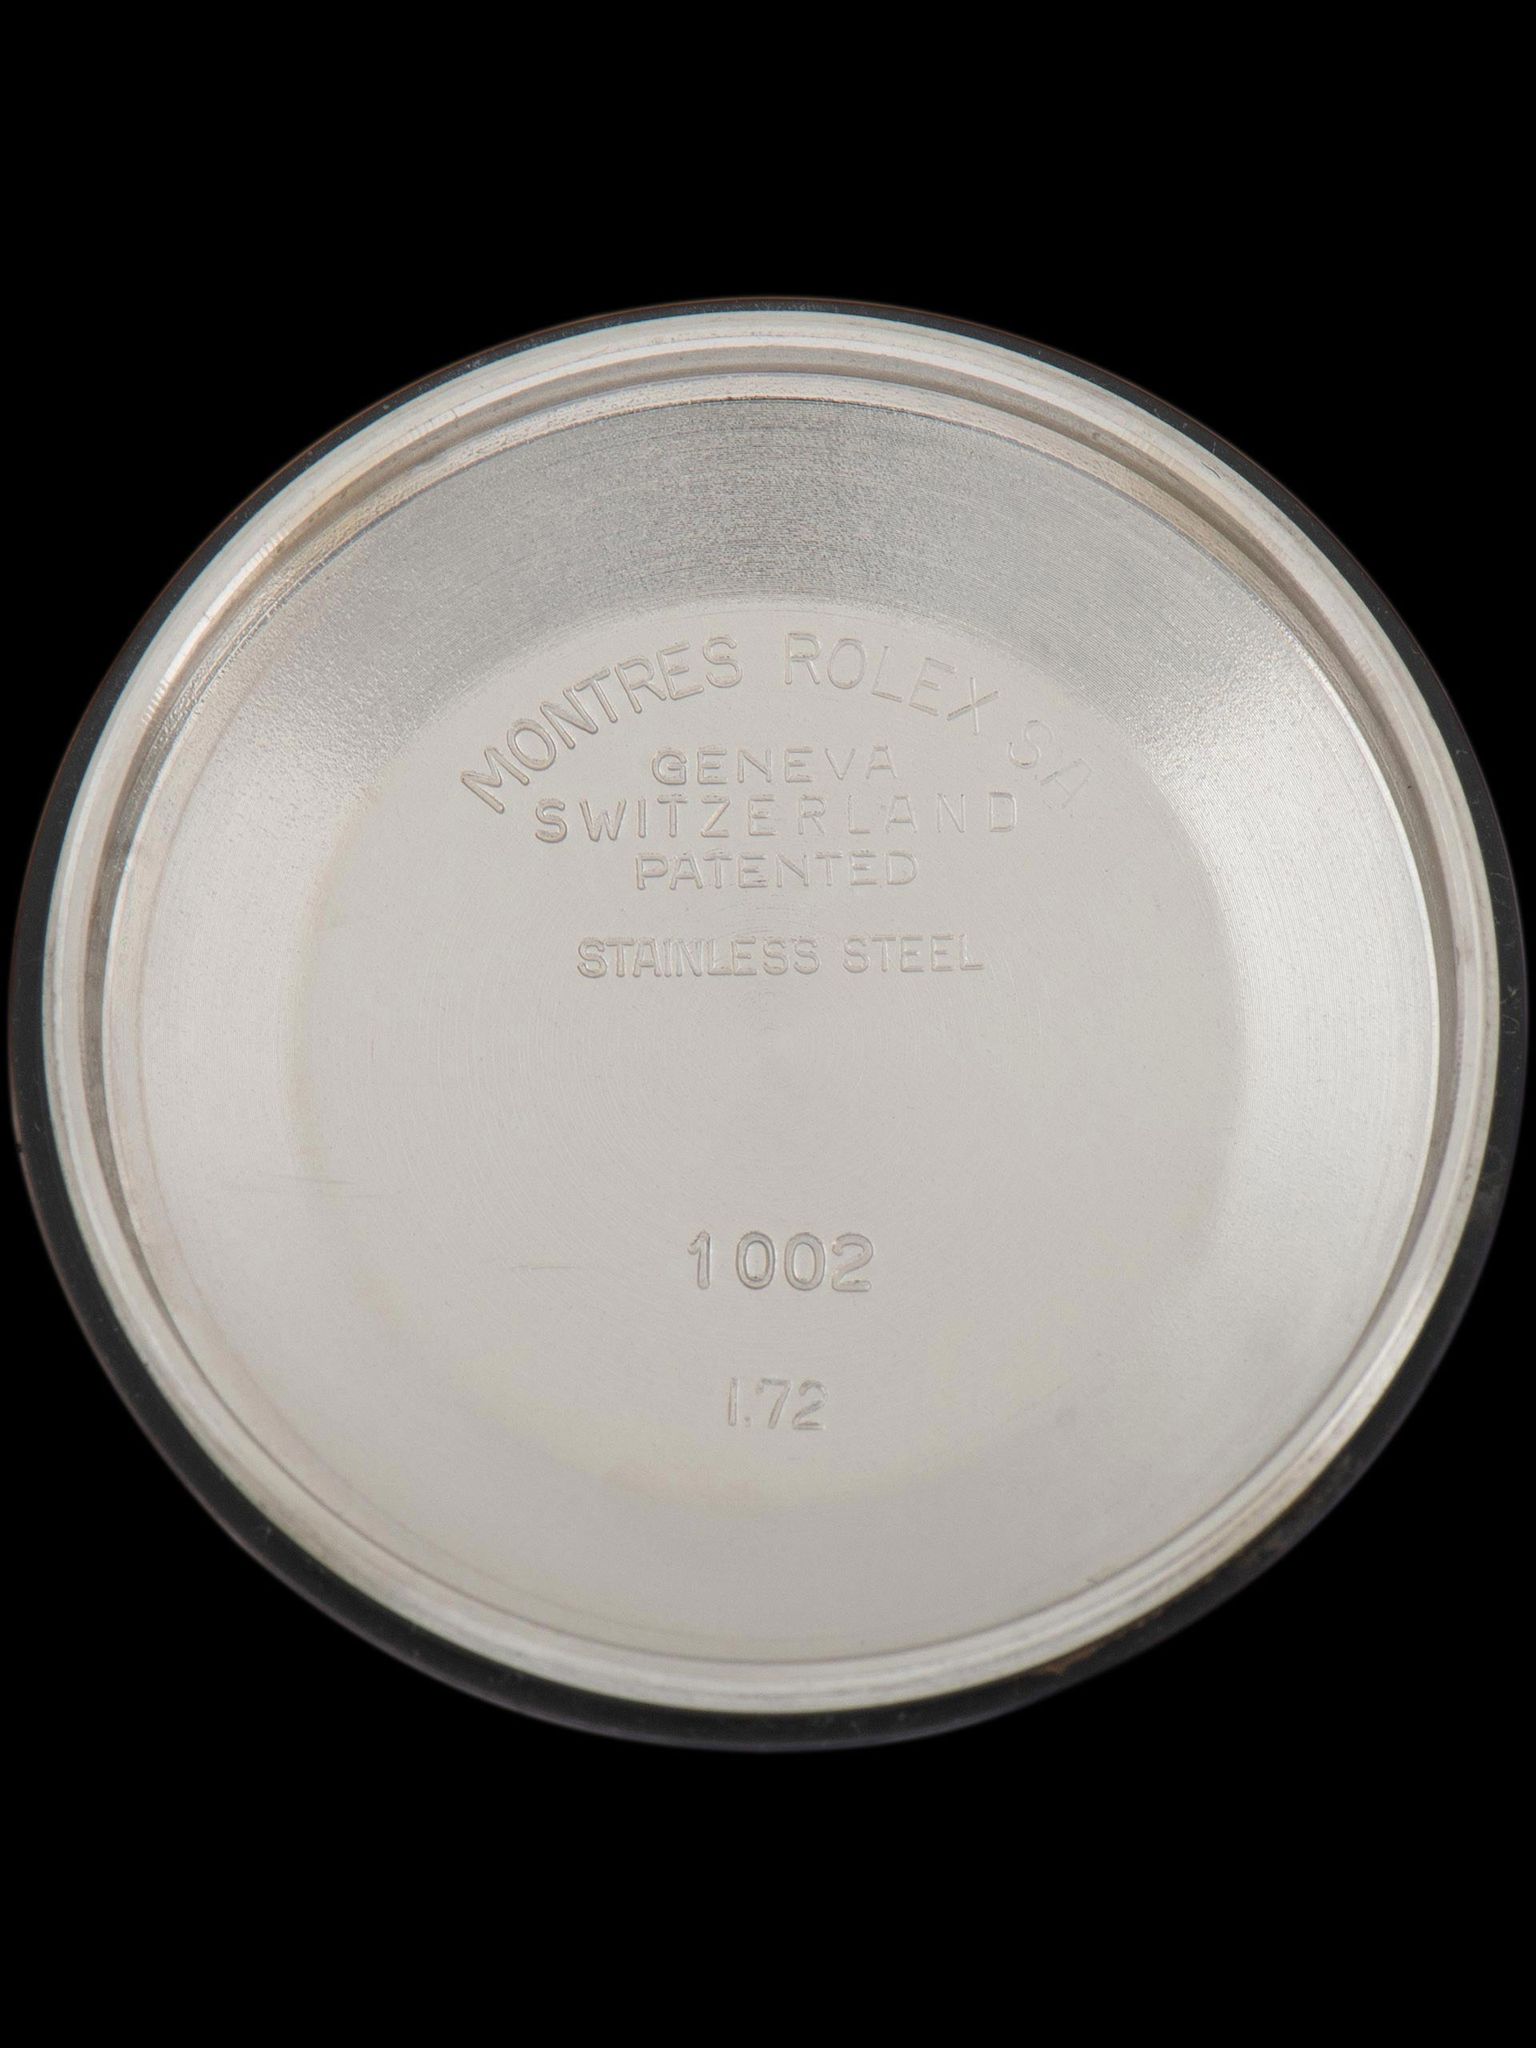 MONTRES ROLEX S.A
GENEVA
SWITZERLAND
PATENTED
STAINLESS STEEL
1002
I.72